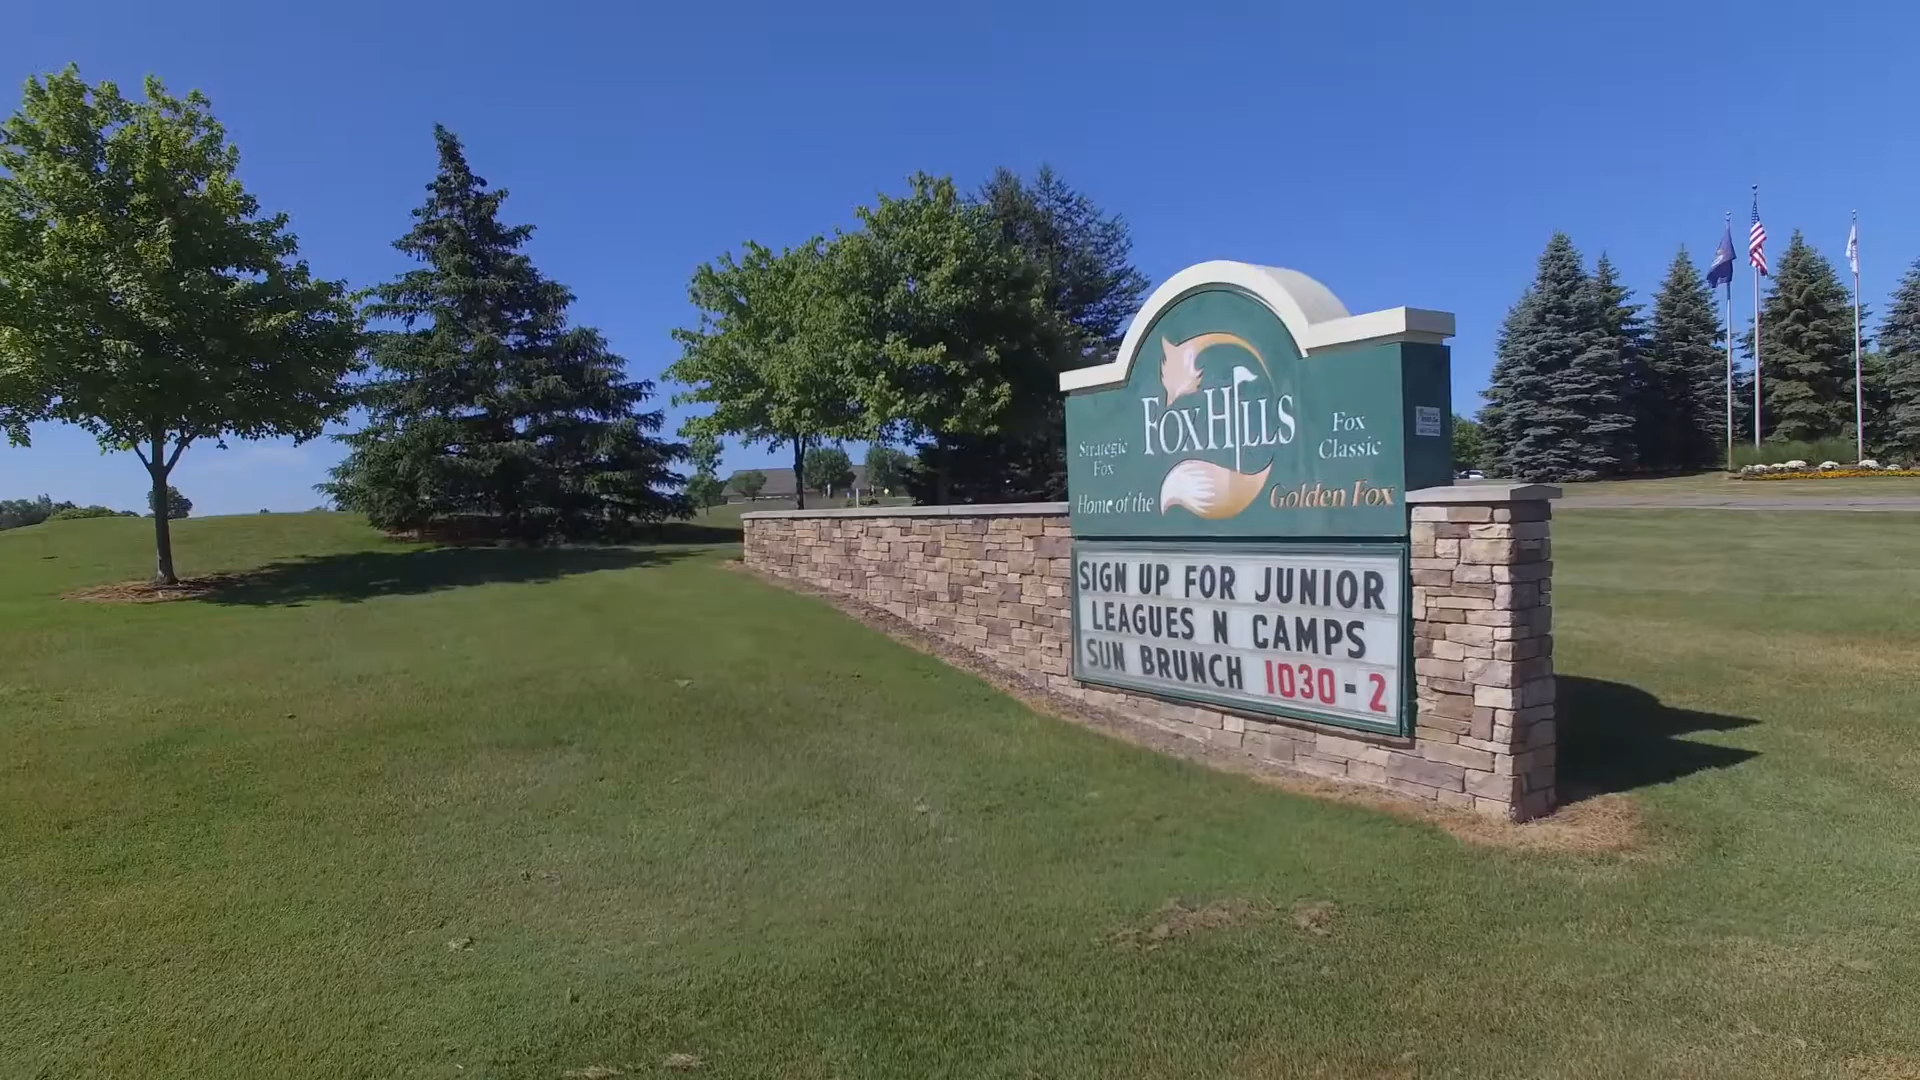 FOXHILLS
Strategic
Fox
Fox
Classic
Home of the Golden Fox
SIGN UP FOR JUNIOR
LEAGUES N CAMPS
SUN BRUNCH 1030-2